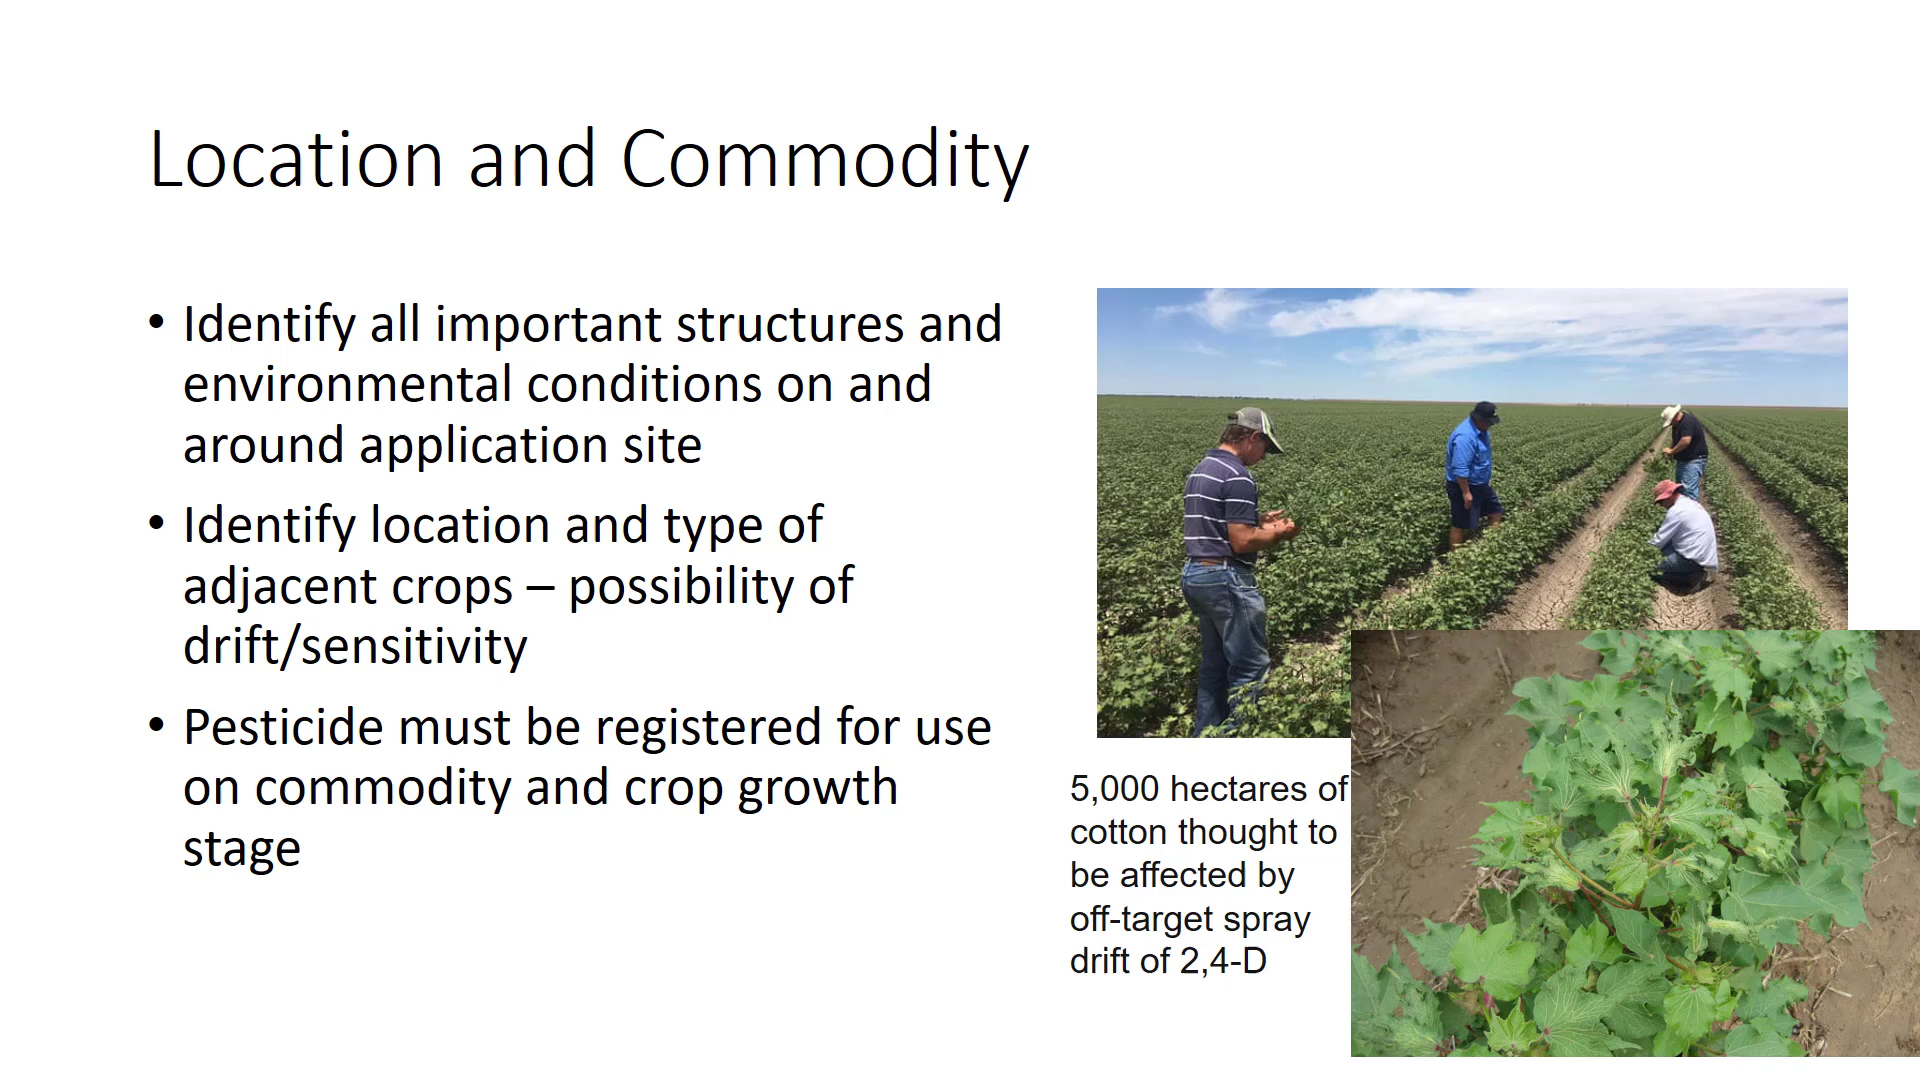 Location and Commodity
• Identify all important structures and
environmental conditions on and
around application site
• Identify location and type of
adjacent crops – possibility of
drift/sensitivity
• Pesticide must be registered for use
on commodity and crop growth
stage
5,000 hectares of
cotton thought to
be affected by
off-target spray
drift of 2,4-D